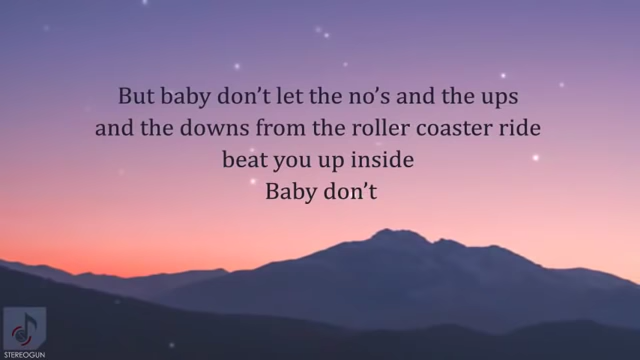 But baby don’t let the no’s and the ups
and the downs from the roller coaster ride
beat you up inside
Baby don’t
STEREOGUN